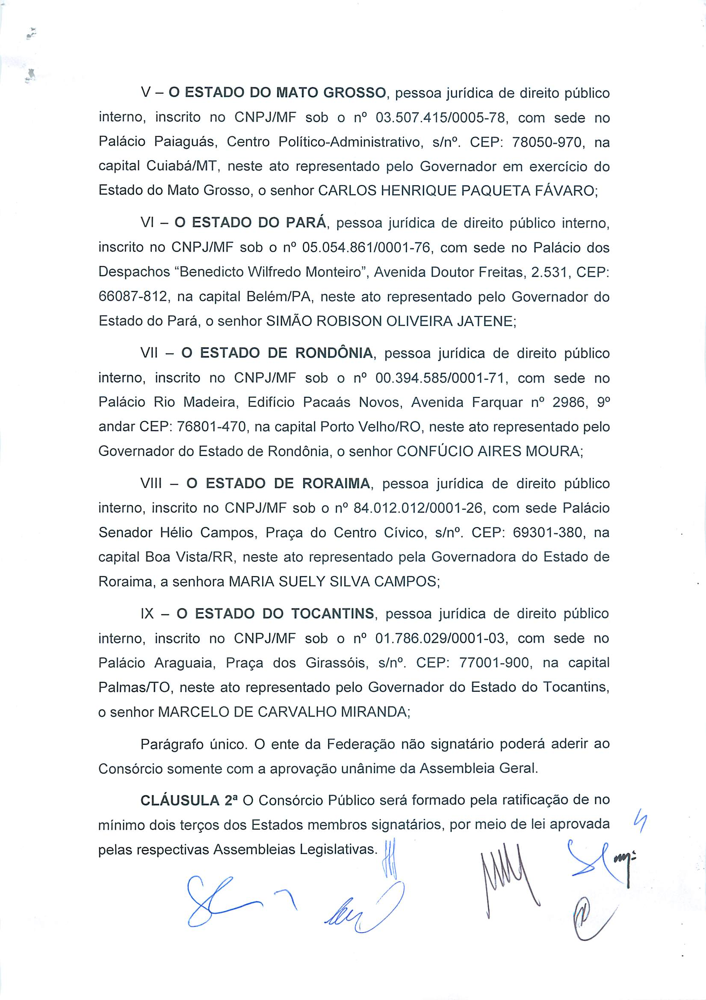 V – O ESTADO DO MATO GROSSO, pessoa jurídica de direito público
interno, inscrito no CNPJ/MF sob o nº 03.507.415/0005-78, com sede no
Palácio Paiaguás, Centro Político-Administrativo, s/nº. CEP: 78050-970, na
capital Cuiabá/MT, neste ato representado pelo Governador em exercício do
Estado do Mato Grosso, o senhor CARLOS HENRIQUE PAQUETA FÁVARO;
VI – O ESTADO DO PARÁ, pessoa jurídica de direito público interno,
inscrito no CNPJ/MF sob o nº 05.054.861/0001-76, com sede no Palácio dos
Despachos “Benedicto Wilfredo Monteiro”, Avenida Doutor Freitas, 2.531, CEP:
66087-812, na capital Belém/PA, neste ato representado pelo Governador do
Estado do Pará, o senhor SIMÃO ROBISON OLIVEIRA JATENE;
VII – O ESTADO DE RONDÔNIA, pessoa jurídica de direito público
interno, inscrito no CNPJ/MF sob o nº 00.394.585/0001-71, com sede no
Palácio Rio Madeira, Edifício Pacaás Novos, Avenida Farquar nº 2986, 9º
andar CEP: 76801-470, na capital Porto Velho/RO, neste ato representado pelo
Governador do Estado de Rondônia, o senhor CONFÚCIO AIRES MOURA;
VIII – O ESTADO DE RORAIMA, pessoa jurídica de direito público
interno, inscrito no CNPJ/MF sob o nº 84.012.012/0001-26, com sede Palácio
Senador Hélio Campos, Praça do Centro Cívico, s/nº. CEP: 69301-380, na
capital Boa Vista/RR, neste ato representado pela Governadora do Estado de
Roraima, a senhora MARIA SUELY SILVA CAMPOS;
IX – O ESTADO DO TOCANTINS, pessoa jurídica de direito público
interno, inscrito no CNPJ/MF sob o nº 01.786.029/0001-03, com sede no
Palácio Araguaia, Praça dos Girassóis, s/nº. CEP: 77001-900, na capital
Palmas/TO, neste ato representado pelo Governador do Estado do Tocantins,
o senhor MARCELO DE CARVALHO MIRANDA;
Parágrafo único. O ente da Federação não signatário poderá aderir ao
Consórcio somente com a aprovação unânime da Assembleia Geral.
CLÁUSULA 2ª O Consórcio Público será formado pela ratificação de no
mínimo dois terços dos Estados membros signatários, por meio de lei aprovada
pelas respectivas Assembleias Legislativas.